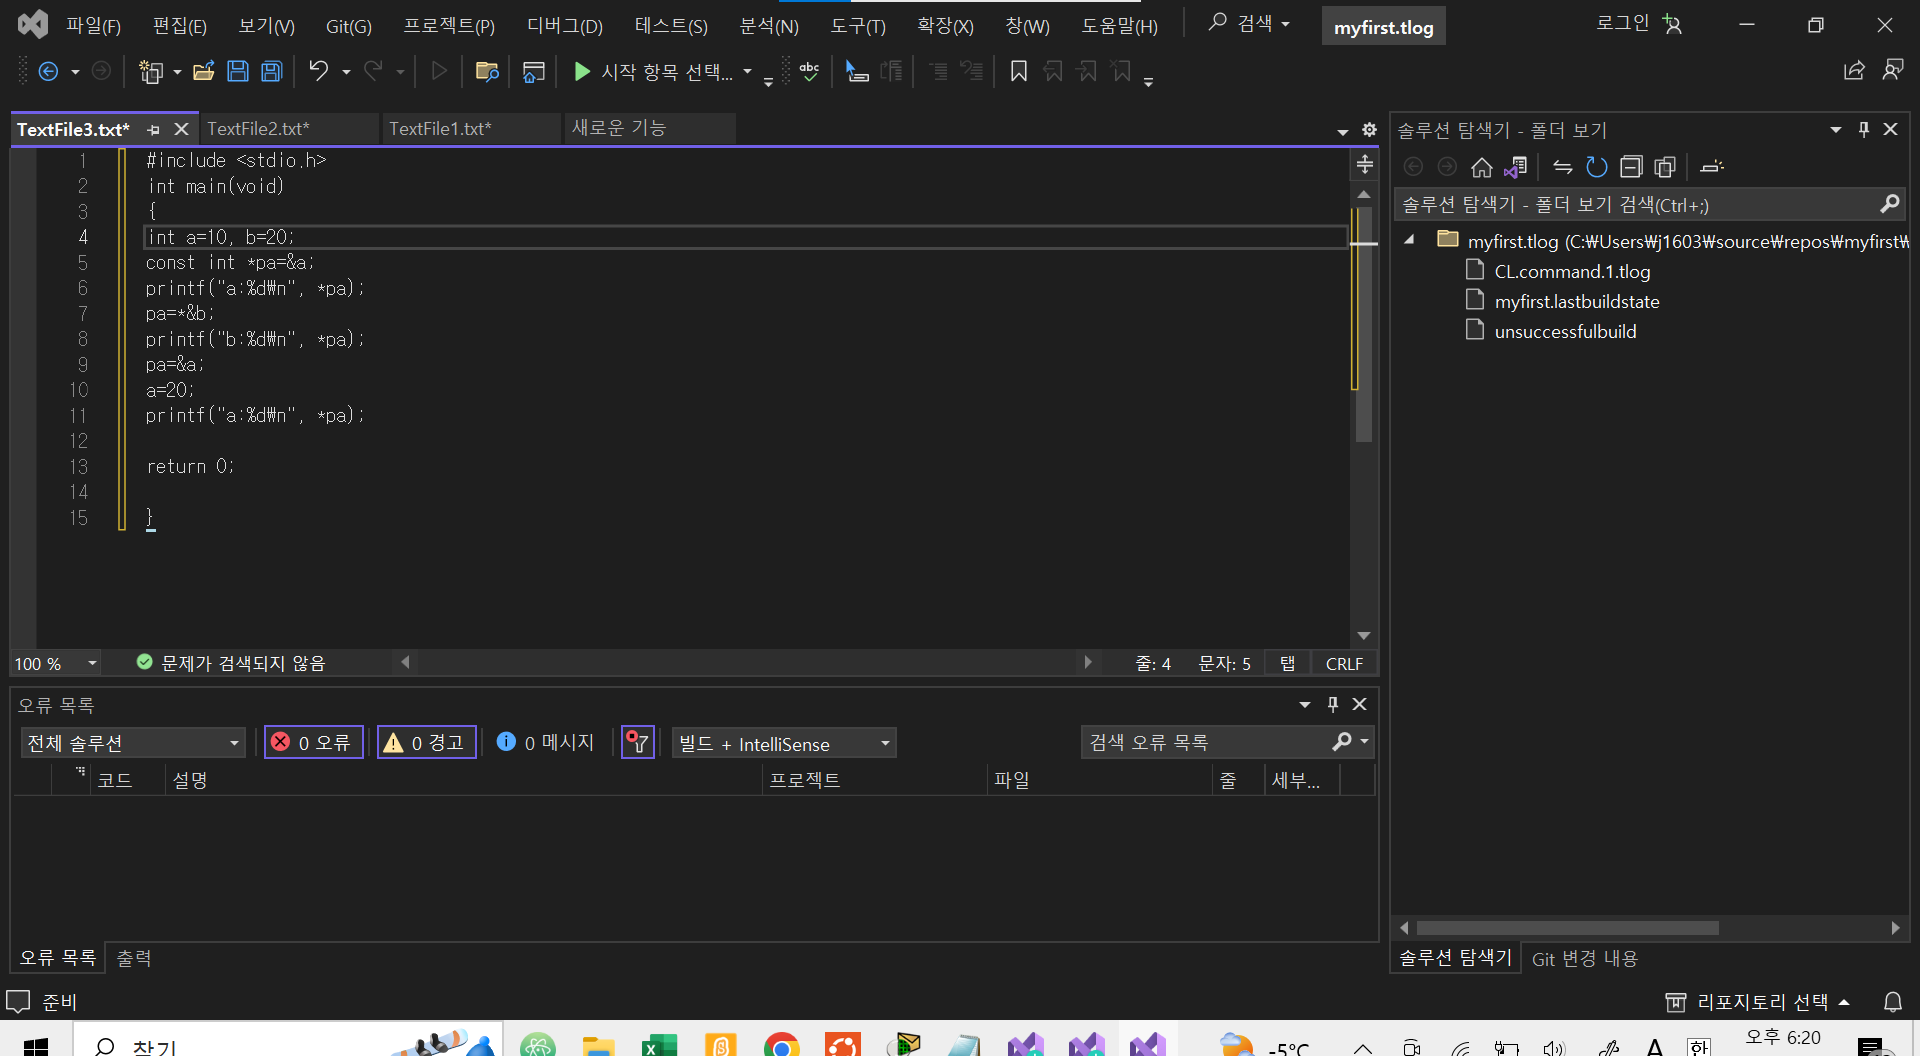 파일(F) 편집(E) 보기(V) Git(G) 프로젝트(P) 디버그(D) 테스트(S) 분석(N) 도구(T) 확장(X) 창(W) 도움말(H) 검색 myfirst.tlog 로그인
시작 항목 선택... abc
TextFile3.txt* TextFile2.txt* TextFile1.txt* 새로운 기능
1 #include <stdio.h>
2 int main(void)
3 {
4 int a=10, b=20;
5 const int *pa=&a;
6 printf("a:%d₩n", *pa);
7 pa=*&b;
8 printf("b:%d₩n", *pa);
9 pa=&a;
10 a=20;
11 printf("a:%d₩n", *pa);
12
13 return 0;
14
15 }
100 % 문제가 검색되지 않음 줄: 4 문자: 5 탭 CRLF
오류 목록
전체 솔루션 0 오류 0 경고 0 메시지 빌드 + IntelliSense 검색 오류 목록
코드 설명 프로젝트 파일 줄 세부...
오류 목록 출력
솔루션 탐색기 - 폴더 보기
솔루션 탐색기 - 폴더 보기 검색(Ctrl+;)
myfirst.tlog (C:₩Users₩j1603₩source₩repos₩myfirst₩
CL.command.1.tlog
myfirst.lastbuildstate
unsuccessfulbuild
솔루션 탐색기 Git 변경 내용
준비 리포지토리 선택
찾기 -5°C A 한 오후 6:20